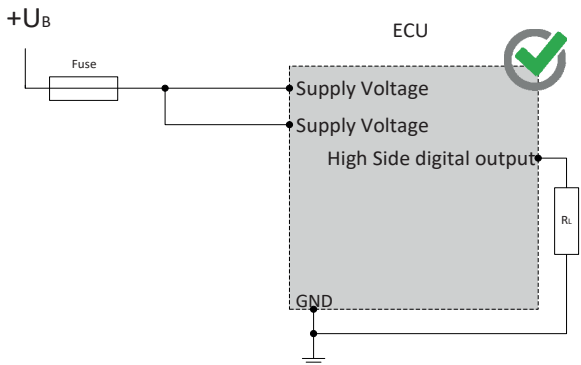 +UB
ECU
Fuse
Supply Voltage
Supply Voltage
High Side digital output
RL
GND